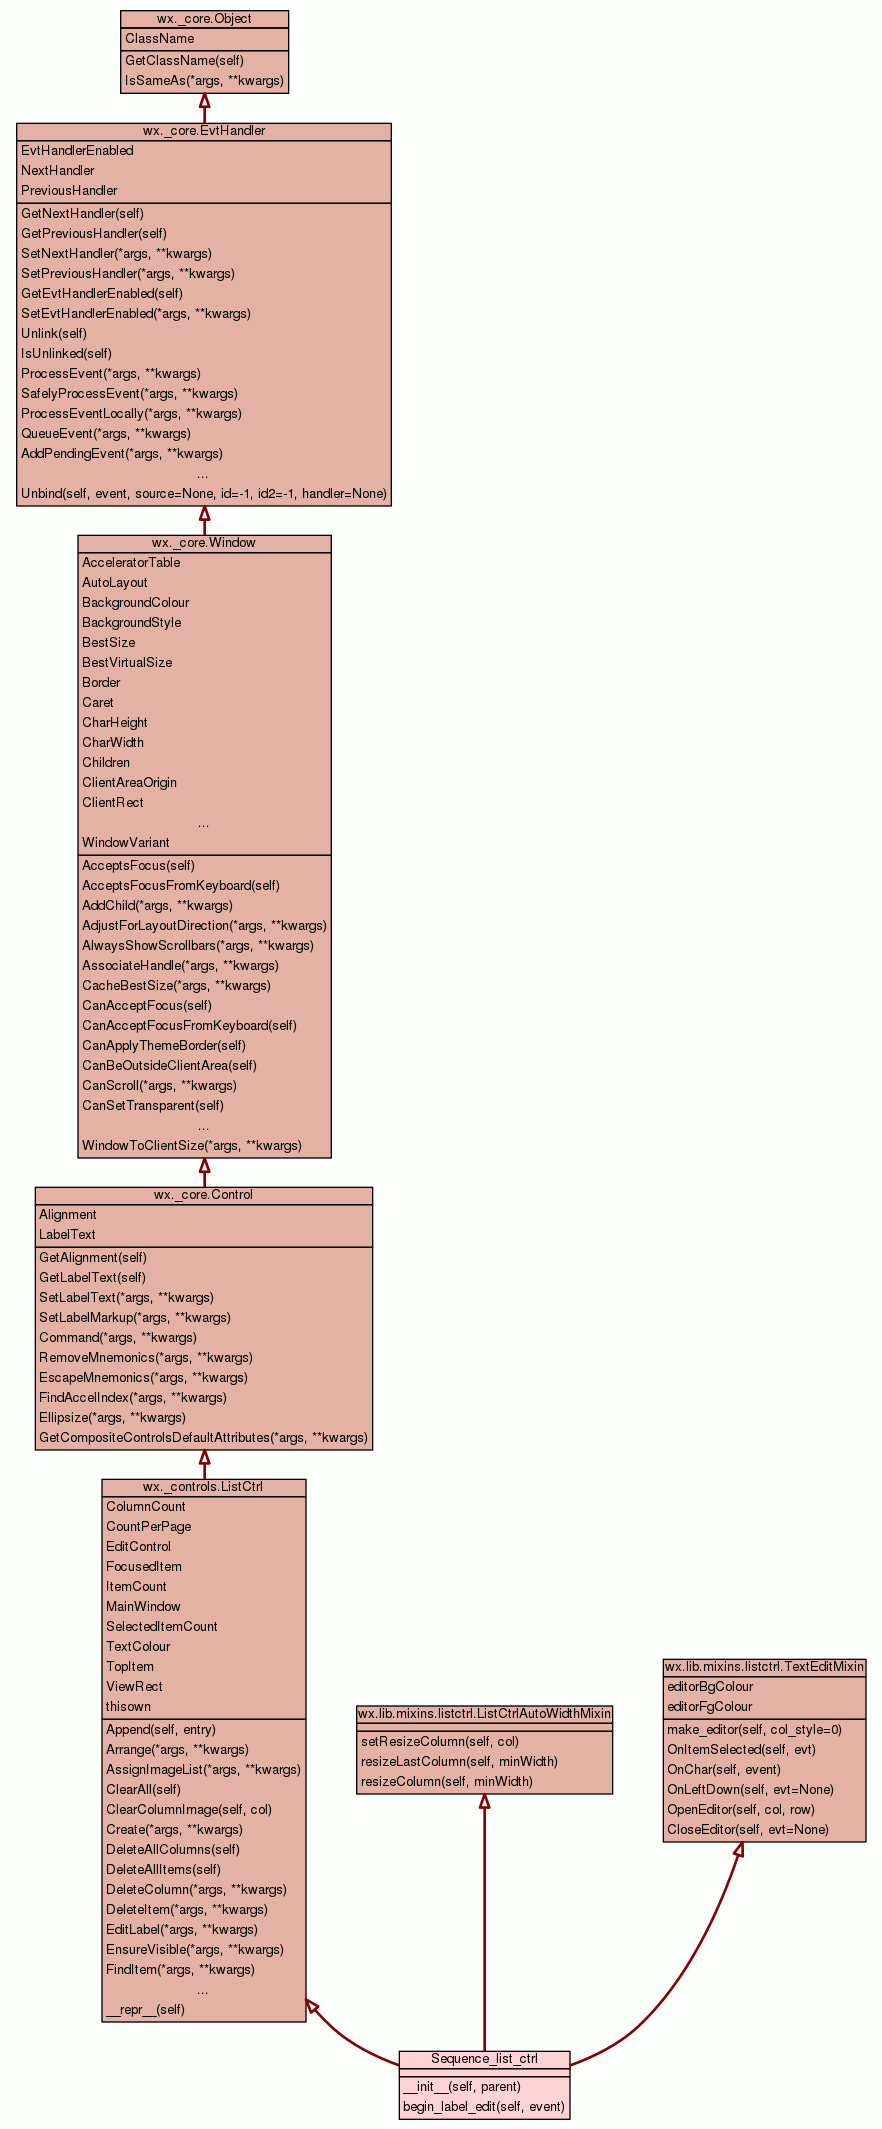 wx._core.Object
ClassName
GetClassName(self)
IsSameAs(*args, **kwargs)
wx._core.EvtHandler
EvtHandlerEnabled
NextHandler
PreviousHandler
GetNextHandler(self)
GetPreviousHandler(self)
SetNextHandler(*args, **kwargs)
SetPreviousHandler(*args, **kwargs)
GetEvtHandlerEnabled(self)
SetEvtHandlerEnabled(*args, **kwargs)
Unlink(self)
IsUnlinked(self)
ProcessEvent(*args, **kwargs)
SafelyProcessEvent(*args, **kwargs)
ProcessEventLocally(*args, **kwargs)
QueueEvent(*args, **kwargs)
AddPendingEvent(*args, **kwargs)
...
Unbind(self, event, source=None, id=-1, id2=-1, handler=None)
wx._core.Window
AcceleratorTable
AutoLayout
BackgroundColour
BackgroundStyle
BestSize
BestVirtualSize
Border
Caret
CharHeight
CharWidth
Children
ClientAreaOrigin
ClientRect
...
WindowVariant
AcceptsFocus(self)
AcceptsFocusFromKeyboard(self)
AddChild(*args, **kwargs)
AdjustForLayoutDirection(*args, **kwargs)
AlwaysShowScrollbars(*args, **kwargs)
AssociateHandle(*args, **kwargs)
CacheBestSize(*args, **kwargs)
CanAcceptFocus(self)
CanAcceptFocusFromKeyboard(self)
CanApplyThemeBorder(self)
CanBeOutsideClientArea(self)
CanScroll(*args, **kwargs)
CanSetTransparent(self)
...
WindowToClientSize(*args, **kwargs)
wx._core.Control
Alignment
LabelText
GetAlignment(self)
GetLabelText(self)
SetLabelText(*args, **kwargs)
SetLabelMarkup(*args, **kwargs)
Command(*args, **kwargs)
RemoveMnemonics(*args, **kwargs)
EscapeMnemonics(*args, **kwargs)
FindAccelIndex(*args, **kwargs)
Ellipsize(*args, **kwargs)
GetCompositeControlsDefaultAttributes(*args, **kwargs)
wx._controls.ListCtrl
ColumnCount
CountPerPage
EditControl
FocusedItem
ItemCount
MainWindow
SelectedItemCount
TextColour
TopItem
ViewRect
thisown
Append(self, entry)
Arrange(*args, **kwargs)
AssignImageList(*args, **kwargs)
ClearAll(self)
ClearColumnImage(self, col)
Create(*args, **kwargs)
DeleteAllColumns(self)
DeleteAllItems(self)
DeleteColumn(*args, **kwargs)
DeleteItem(*args, **kwargs)
EditLabel(*args, **kwargs)
EnsureVisible(*args, **kwargs)
FindItem(*args, **kwargs)
...
__repr__(self)
wx.lib.mixins.listctrl.ListCtrlAutoWidthMixin
setResizeColumn(self, col)
resizeLastColumn(self, minWidth)
resizeColumn(self, minWidth)
wx.lib.mixins.listctrl.TextEditMixin
editorBgColour
editorFgColour
make_editor(self, col_style=0)
OnItemSelected(self, evt)
OnChar(self, event)
OnLeftDown(self, evt=None)
OpenEditor(self, col, row)
CloseEditor(self, evt=None)
Sequence_list_ctrl
__init__(self, parent)
begin_label_edit(self, event)